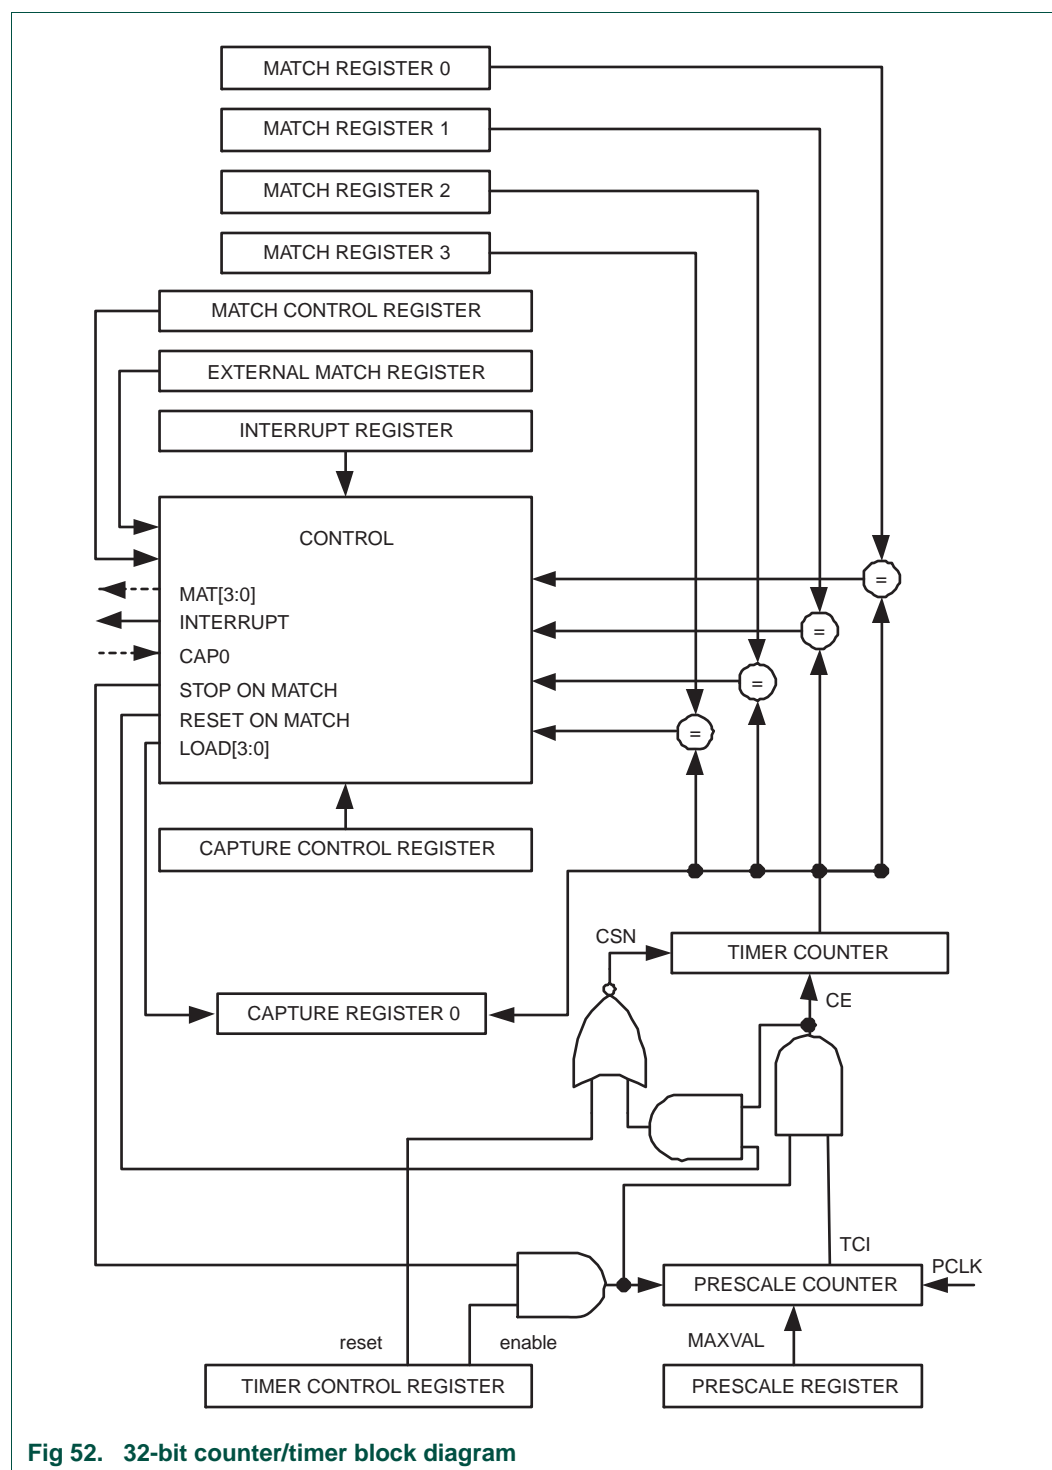 MATCH REGISTER 0
MATCH REGISTER 1
MATCH REGISTER 2
MATCH REGISTER 3
MATCH CONTROL REGISTER
EXTERNAL MATCH REGISTER
INTERRUPT REGISTER
CONTROL
=
MAT[3:0]
INTERRUPT
=
CAP0
STOP ON MATCH
=
RESET ON MATCH
=
LOAD[3:0]
CAPTURE CONTROL REGISTER
CSN
TIMER COUNTER
CE
CAPTURE REGISTER 0
TCI
PCLK
PRESCALE COUNTER
reset
enable
MAXVAL
TIMER CONTROL REGISTER
PRESCALE REGISTER
Fig 52. 32-bit counter/timer block diagram